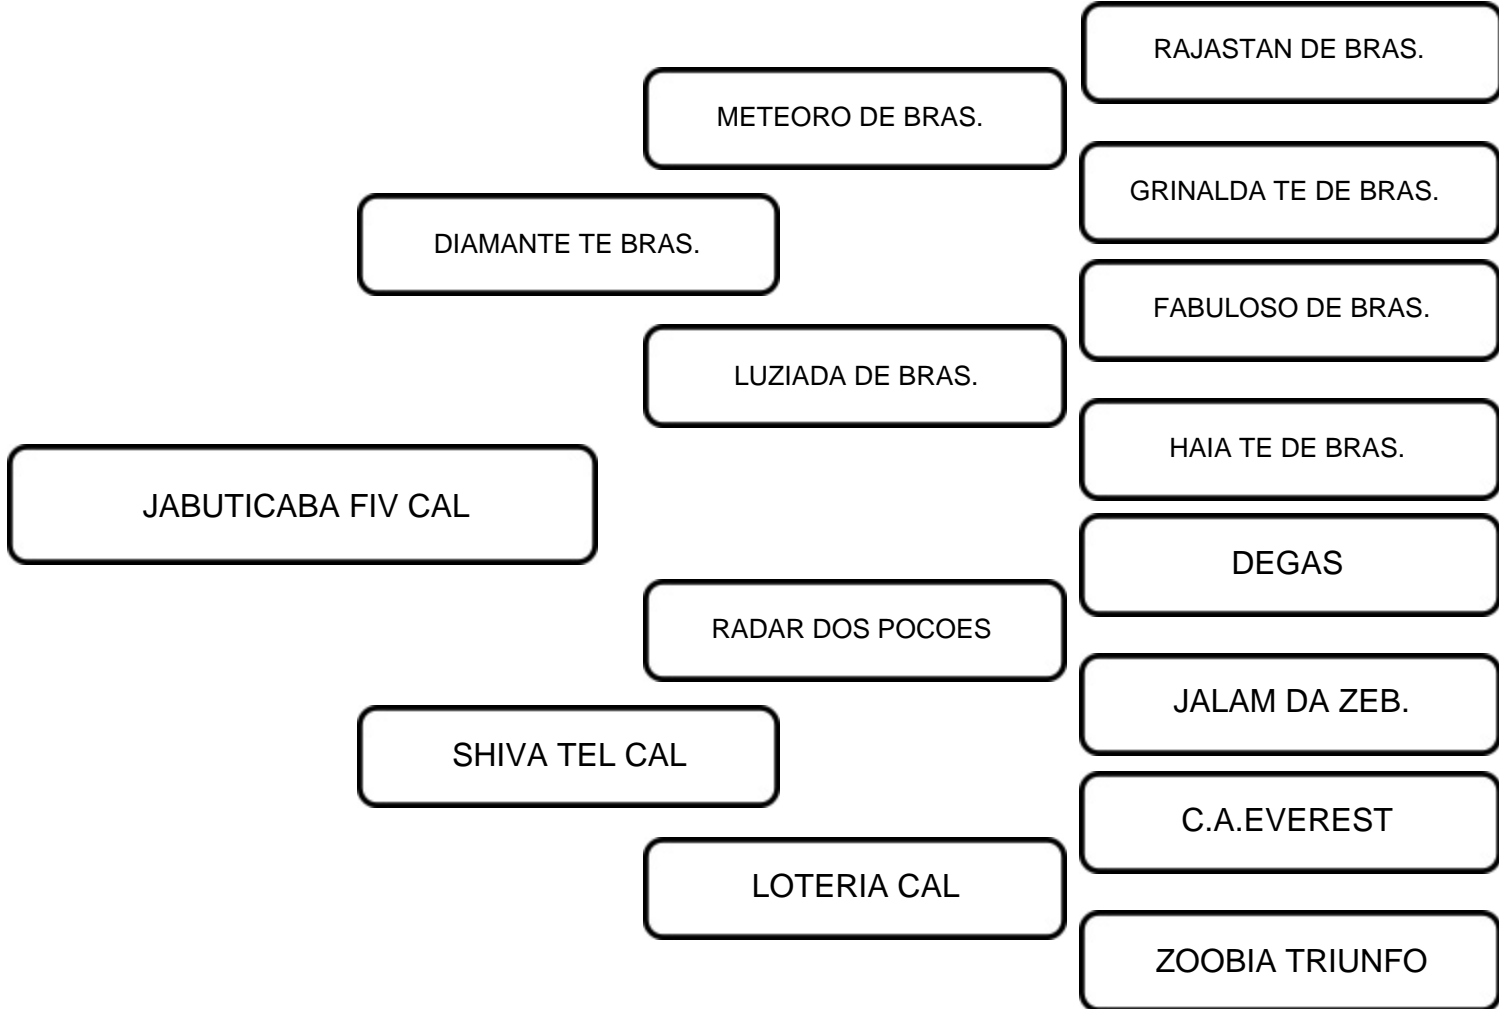 RAJASTAN DE BRAS.
METEORO DE BRAS.
GRINALDA TE DE BRAS.
DIAMANTE TE BRAS.
FABULOSO DE BRAS.
LUZIADA DE BRAS.
HAIA TE DE BRAS.
JABUTICABA FIV CAL
DEGAS
RADAR DOS POCOES
JALAM DA ZEB.
SHIVA TEL CAL
C.A.EVEREST
LOTERIA CAL
ZOOBIA TRIUNFO